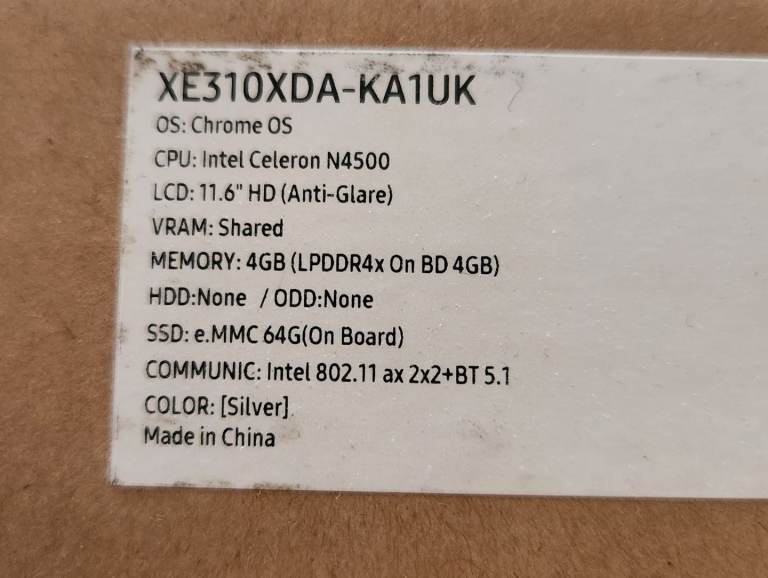 XE310XDA-KA1UK
OS: Chrome OS
CPU: Intel Celeron N4500
LCD: 11.6" HD (Anti-Glare)
VRAM: Shared
MEMORY: 4GB (LPDDR4x On BD 4GB)
HDD:None / ODD:None
SSD: e.MMC 64G(On Board)
COMMUNIC: Intel 802.11 ax 2x2+BT 5.1
COLOR: [Silver]
Made in China